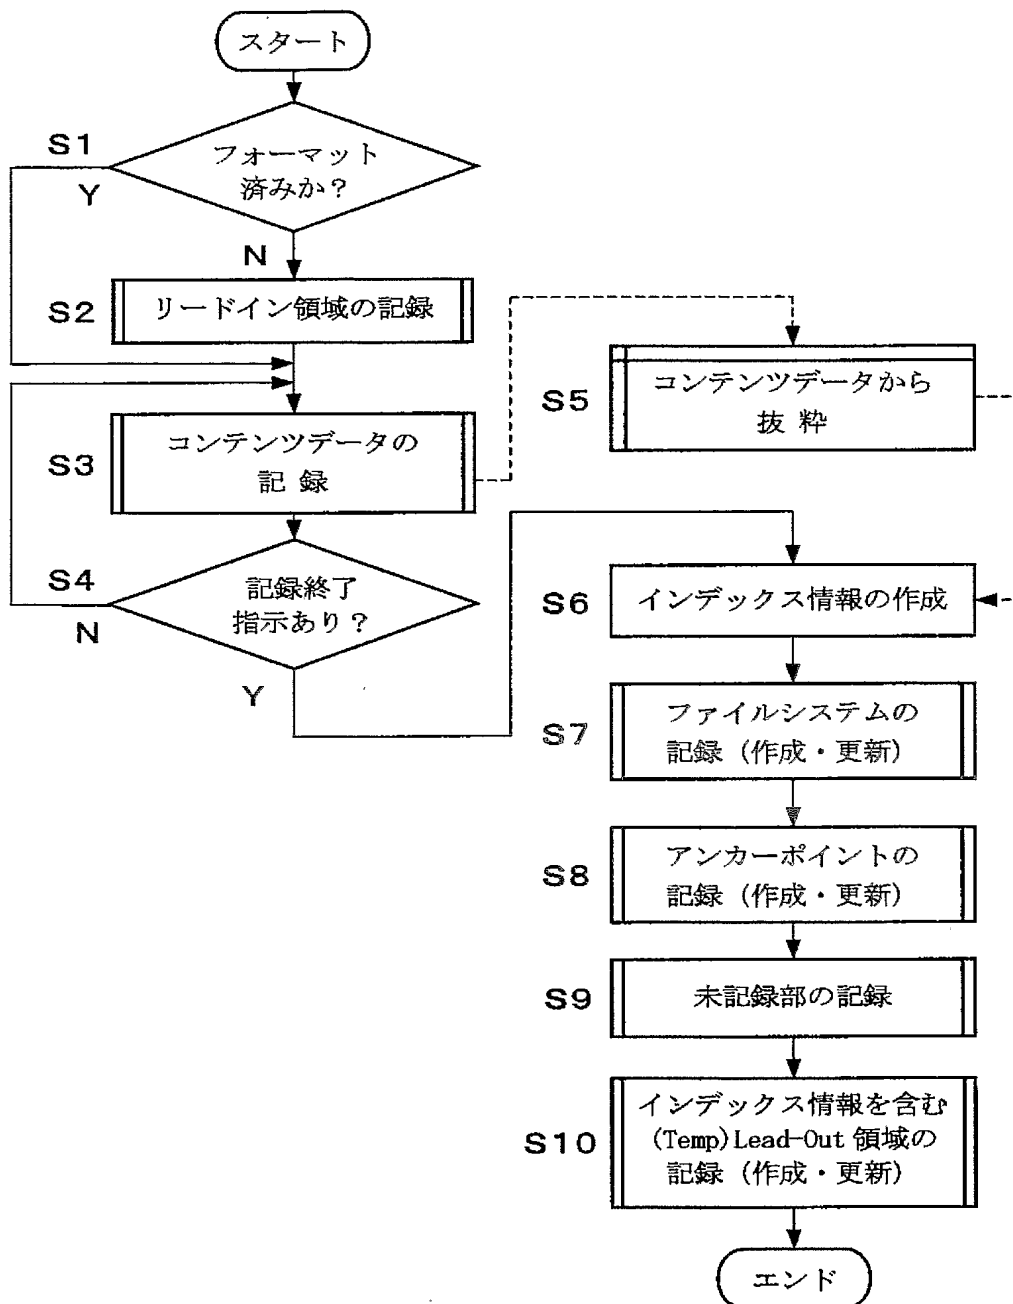 スタート
S1
フォーマット
済みか?
Y
N
S2
リードイン領域の記録
S3
コンテンツデータの
記 録
S4
記録終了
指示あり?
N
Y
S5
コンテンツデータから
抜 粋
S6
インデックス情報の作成
S7
ファイルシステムの
記録(作成・更新)
S8
アンカーポイントの
記録(作成・更新)
S9
未記録部の記録
S10
インデックス情報を含む
(Temp)Lead-Out 領域の
記録(作成・更新)
エンド